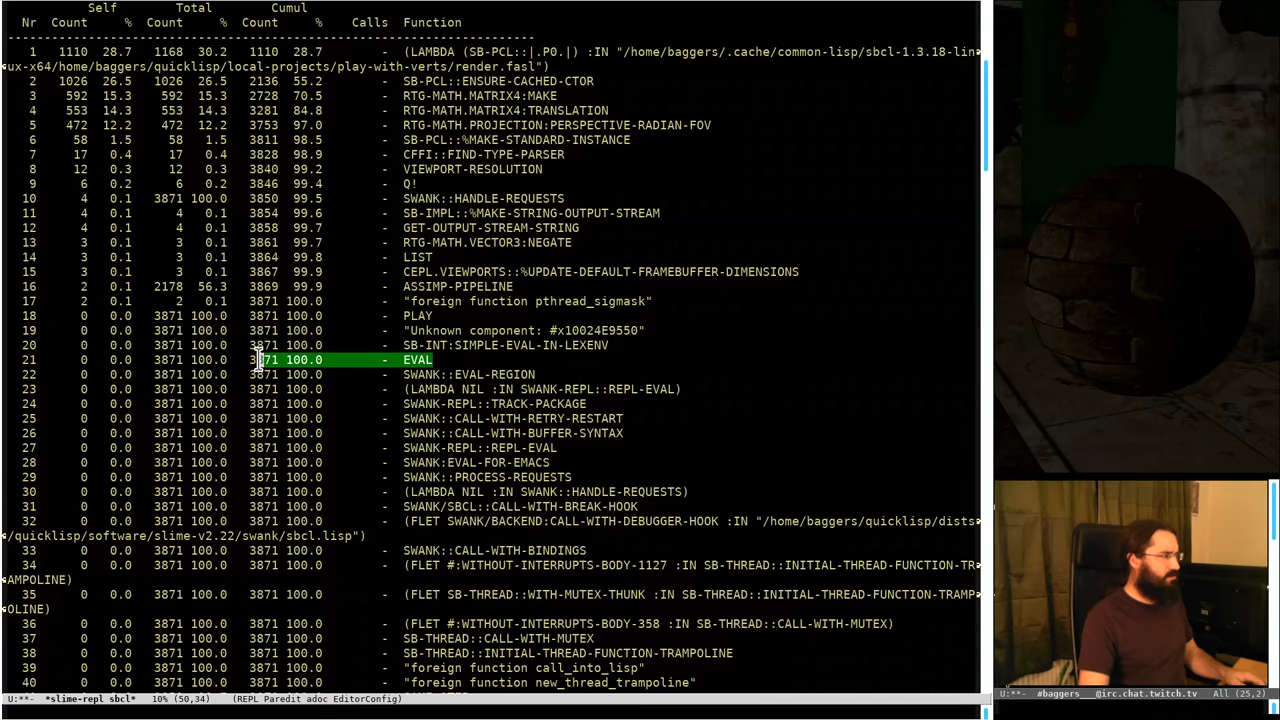 Self        Total        Cumul
Nr  Count     %  Count     %  Count     %    Calls  Function
------------------------------------------------------------------------
1   1110  28.7   1168  30.2   1110  28.7        -  (LAMBDA (SB-PCL::|.P0.|) :IN "/home/baggers/.cache/common-lisp/sbcl-1.3.18-lin
ux-x64/home/baggers/quicklisp/local-projects/play-with-verts/render.fasl")
2   1026  26.5   1026  26.5   2136  55.2        -  SB-PCL::ENSURE-CACHED-CTOR
3    592  15.3    592  15.3   2728  70.5        -  RTG-MATH.MATRIX4:MAKE
4    553  14.3    553  14.3   3281  84.8        -  RTG-MATH.MATRIX4:TRANSLATION
5    472  12.2    472  12.2   3753  97.0        -  RTG-MATH.PROJECTION:PERSPECTIVE-RADIAN-FOV
6     58   1.5     58   1.5   3811  98.5        -  SB-PCL::%MAKE-STANDARD-INSTANCE
7     17   0.4     17   0.4   3828  98.9        -  CFFI::FIND-TYPE-PARSER
8     12   0.3     12   0.3   3840  99.2        -  VIEWPORT-RESOLUTION
9      6   0.2      6   0.2   3846  99.4        -  Q!
10     4   0.1   3871 100.0   3850  99.5        -  SWANK::HANDLE-REQUESTS
11     4   0.1      4   0.1   3854  99.6        -  SB-IMPL::%MAKE-STRING-OUTPUT-STREAM
12     4   0.1      4   0.1   3858  99.7        -  GET-OUTPUT-STREAM-STRING
13     3   0.1      3   0.1   3861  99.7        -  RTG-MATH.VECTOR3:NEGATE
14     3   0.1      3   0.1   3864  99.8        -  LIST
15     3   0.1      3   0.1   3867  99.9        -  CEPL.VIEWPORTS::%UPDATE-DEFAULT-FRAMEBUFFER-DIMENSIONS
16     2   0.1   2178  56.3   3869  99.9        -  ASSIMP-PIPELINE
17     2   0.1      2   0.1   3871 100.0        -  "foreign function pthread_sigmask"
18     0   0.0   3871 100.0   3871 100.0        -  PLAY
19     0   0.0   3871 100.0   3871 100.0        -  "Unknown component: #x10024E9550"
20     0   0.0   3871 100.0   3871 100.0        -  SB-INT:SIMPLE-EVAL-IN-LEXENV
21     0   0.0   3871 100.0   3871 100.0        -  EVAL
22     0   0.0   3871 100.0   3871 100.0        -  SWANK::EVAL-REGION
23     0   0.0   3871 100.0   3871 100.0        -  (LAMBDA NIL :IN SWANK-REPL::REPL-EVAL)
24     0   0.0   3871 100.0   3871 100.0        -  SWANK-REPL::TRACK-PACKAGE
25     0   0.0   3871 100.0   3871 100.0        -  SWANK::CALL-WITH-RETRY-RESTART
26     0   0.0   3871 100.0   3871 100.0        -  SWANK::CALL-WITH-BUFFER-SYNTAX
27     0   0.0   3871 100.0   3871 100.0        -  SWANK-REPL::REPL-EVAL
28     0   0.0   3871 100.0   3871 100.0        -  SWANK:EVAL-FOR-EMACS
29     0   0.0   3871 100.0   3871 100.0        -  SWANK::PROCESS-REQUESTS
30     0   0.0   3871 100.0   3871 100.0        -  (LAMBDA NIL :IN SWANK::HANDLE-REQUESTS)
31     0   0.0   3871 100.0   3871 100.0        -  SWANK/SBCL::CALL-WITH-BREAK-HOOK
32     0   0.0   3871 100.0   3871 100.0        -  (FLET SWANK/BACKEND:CALL-WITH-DEBUGGER-HOOK :IN "/home/baggers/quicklisp/dists
/quicklisp/software/slime-v2.22/swank/sbcl.lisp")
33     0   0.0   3871 100.0   3871 100.0        -  SWANK::CALL-WITH-BINDINGS
34     0   0.0   3871 100.0   3871 100.0        -  (FLET #:WITHOUT-INTERRUPTS-BODY-1127 :IN SB-THREAD::INITIAL-THREAD-FUNCTION-TR
AMPOLINE)
35     0   0.0   3871 100.0   3871 100.0        -  (FLET SB-THREAD::WITH-MUTEX-THUNK :IN SB-THREAD::INITIAL-THREAD-FUNCTION-TRAMP
OLINE)
36     0   0.0   3871 100.0   3871 100.0        -  (FLET #:WITHOUT-INTERRUPTS-BODY-358 :IN SB-THREAD::CALL-WITH-MUTEX)
37     0   0.0   3871 100.0   3871 100.0        -  SB-THREAD::CALL-WITH-MUTEX
38     0   0.0   3871 100.0   3871 100.0        -  SB-THREAD::INITIAL-THREAD-FUNCTION-TRAMPOLINE
39     0   0.0   3871 100.0   3871 100.0        -  "foreign function call_into_lisp"
40     0   0.0   3871 100.0   3871 100.0        -  "foreign function new_thread_trampoline"
U:**-  *slime-repl sbcl*   10% (50,34)    (REPL Paredit adoc EditorConfig)
U:**-  #baggers___@irc.chat.twitch.tv   All (25,2)